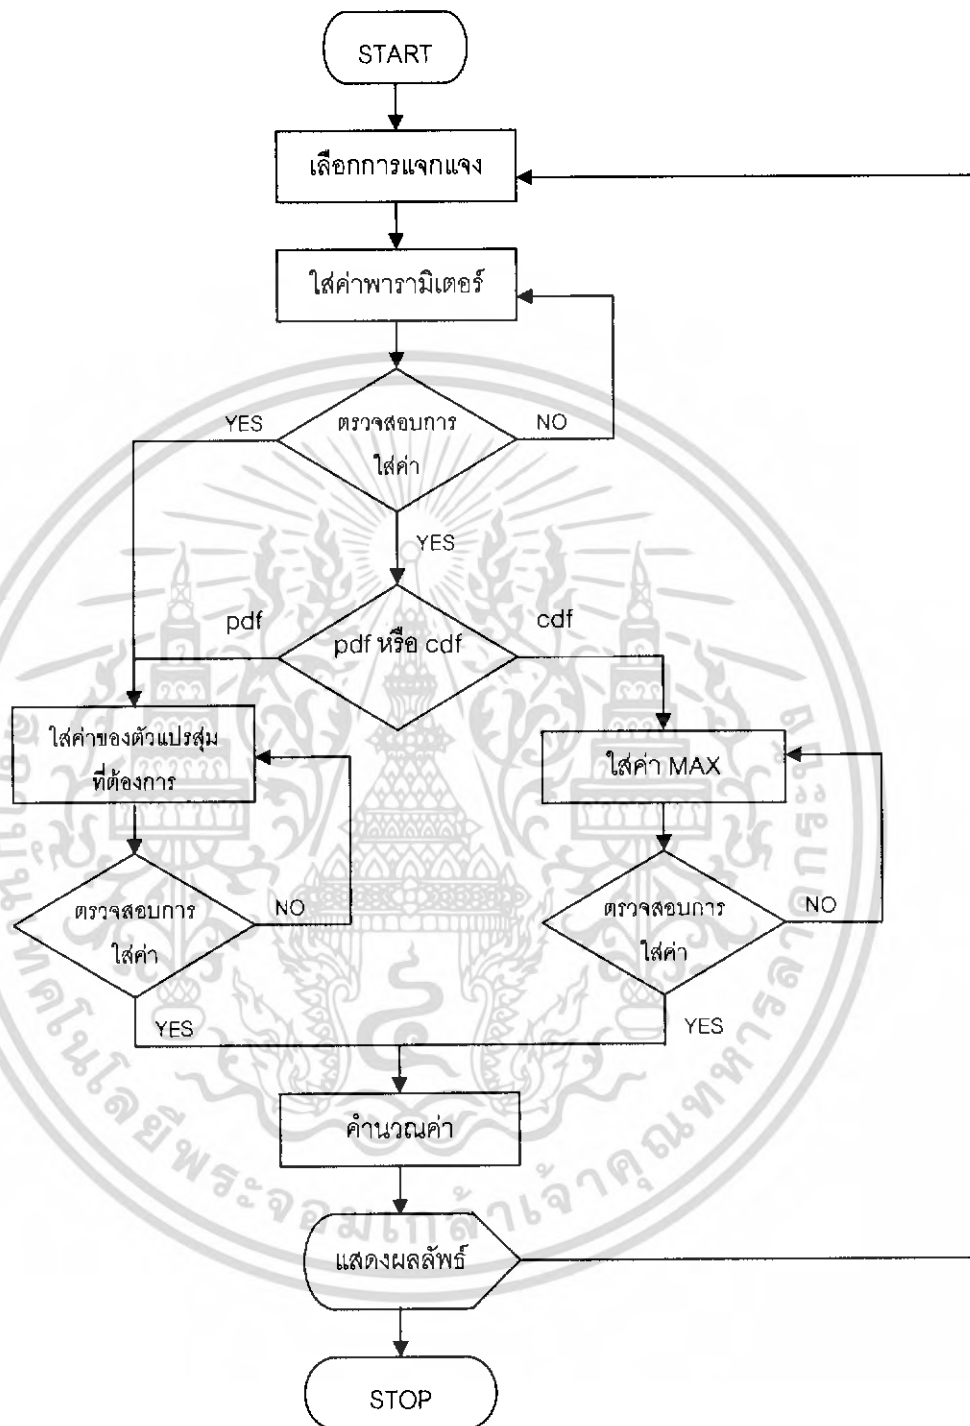 START
เลือกการแจกแจง
ใส่ค่าพารามิเตอร์
YES
ตรวจสอบการ
ใส่ค่า
NO
YES
pdf
pdf หรือ cdf
cdf
ใส่ค่าของตัวแปรสุ่ม
ที่ต้องการ
ใส่ค่า MAX
ตรวจสอบการ
ใส่ค่า
NO
ตรวจสอบการ
ใส่ค่า
NO
YES
YES
คำนวณค่า
แสดงผลลัพธ์
STOP